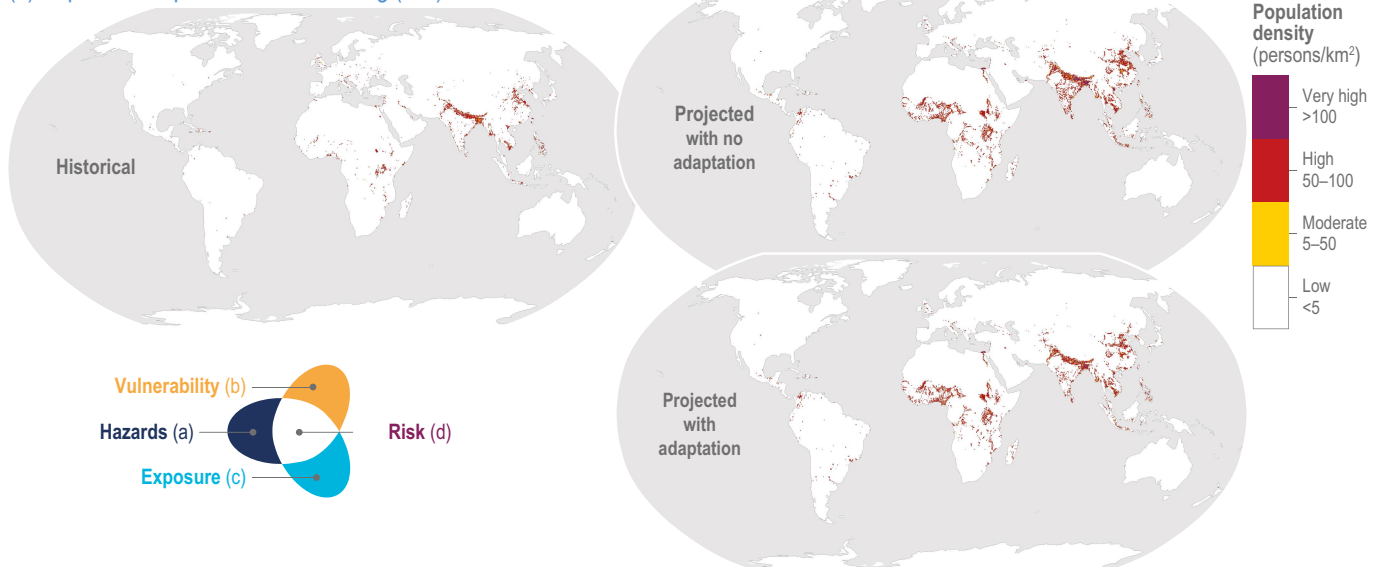 Historical
Projected
with no
adaptation
Population
density
(persons/km²)
Very high
>100
High
50–100
Moderate
5–50
Low
<5
Vulnerability (b)
Hazards (a)
Risk (d)
Exposure (c)
Projected
with
adaptation